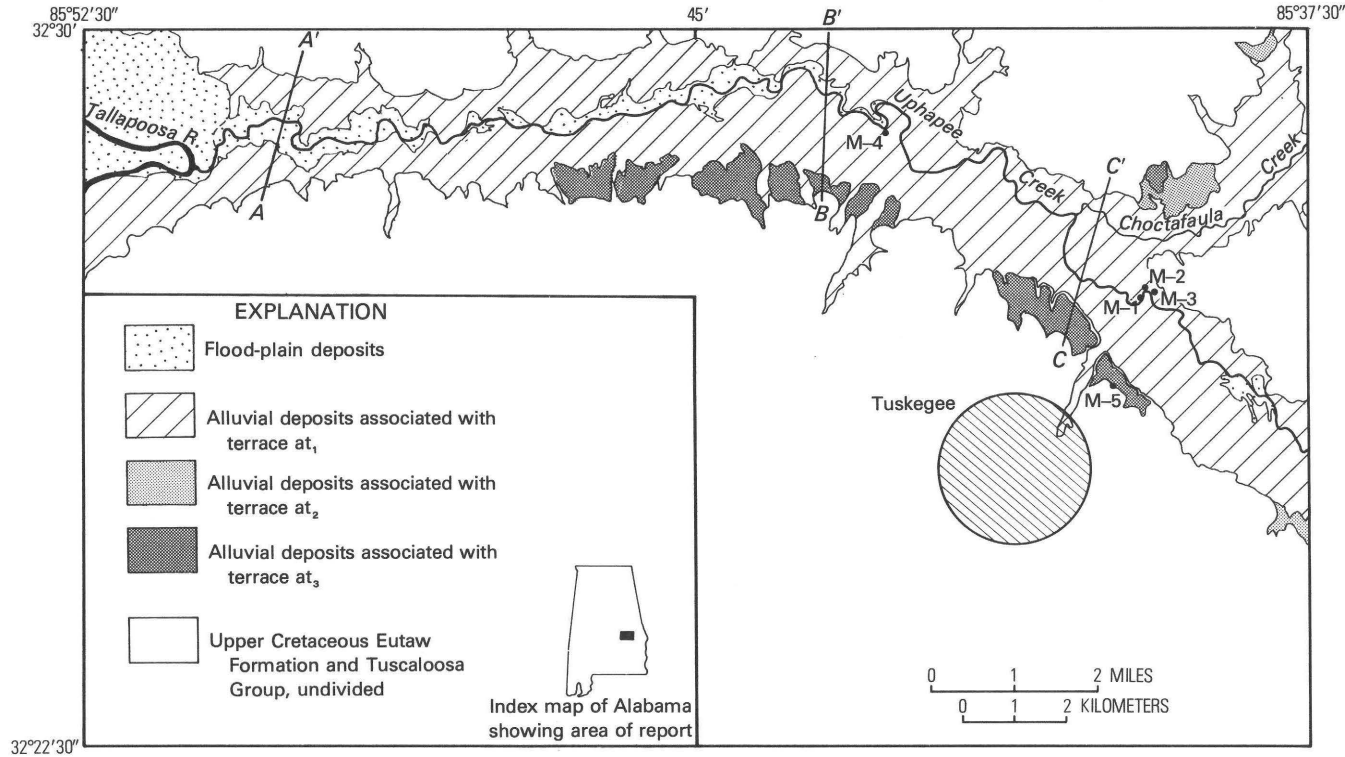 85°52'30"
45'
85°37'30"
32°30'
A'
B'
Tallapoosa R.
Uphapee
M–4
C'
Creek
Creek
Choctafaula
A
B
M–2
M–3
M–1
C
M–5
Tuskegee
EXPLANATION
Flood-plain deposits
Alluvial deposits associated with
terrace at₁
Alluvial deposits associated with
terrace at₂
Alluvial deposits associated with
terrace at₃
Upper Cretaceous Eutaw
Formation and Tuscaloosa
Group, undivided
Index map of Alabama
showing area of report
0 1 2 MILES
0 1 2 KILOMETERS
32°22'30"